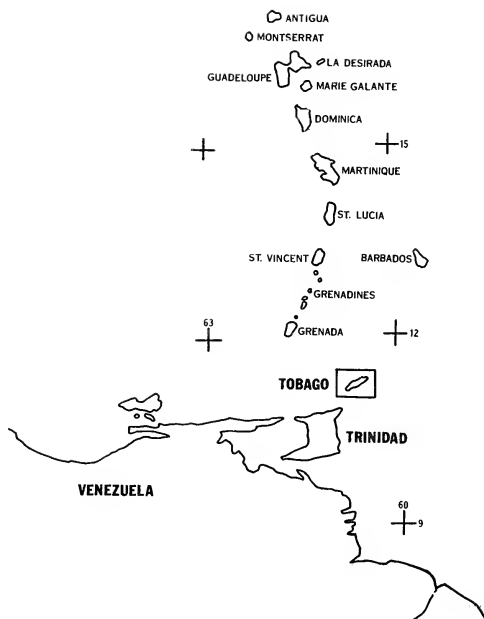 ANTIGUA
MONTSERRAT
LA DESIRADA
GUADELOUPE
MARIE GALANTE
DOMINICA
15
MARTINIQUE
ST. LUCIA
ST. VINCENT
BARBADOS
GRENADINES
63
GRENADA
12
TOBAGO
TRINIDAD
VENEZUELA
60
9